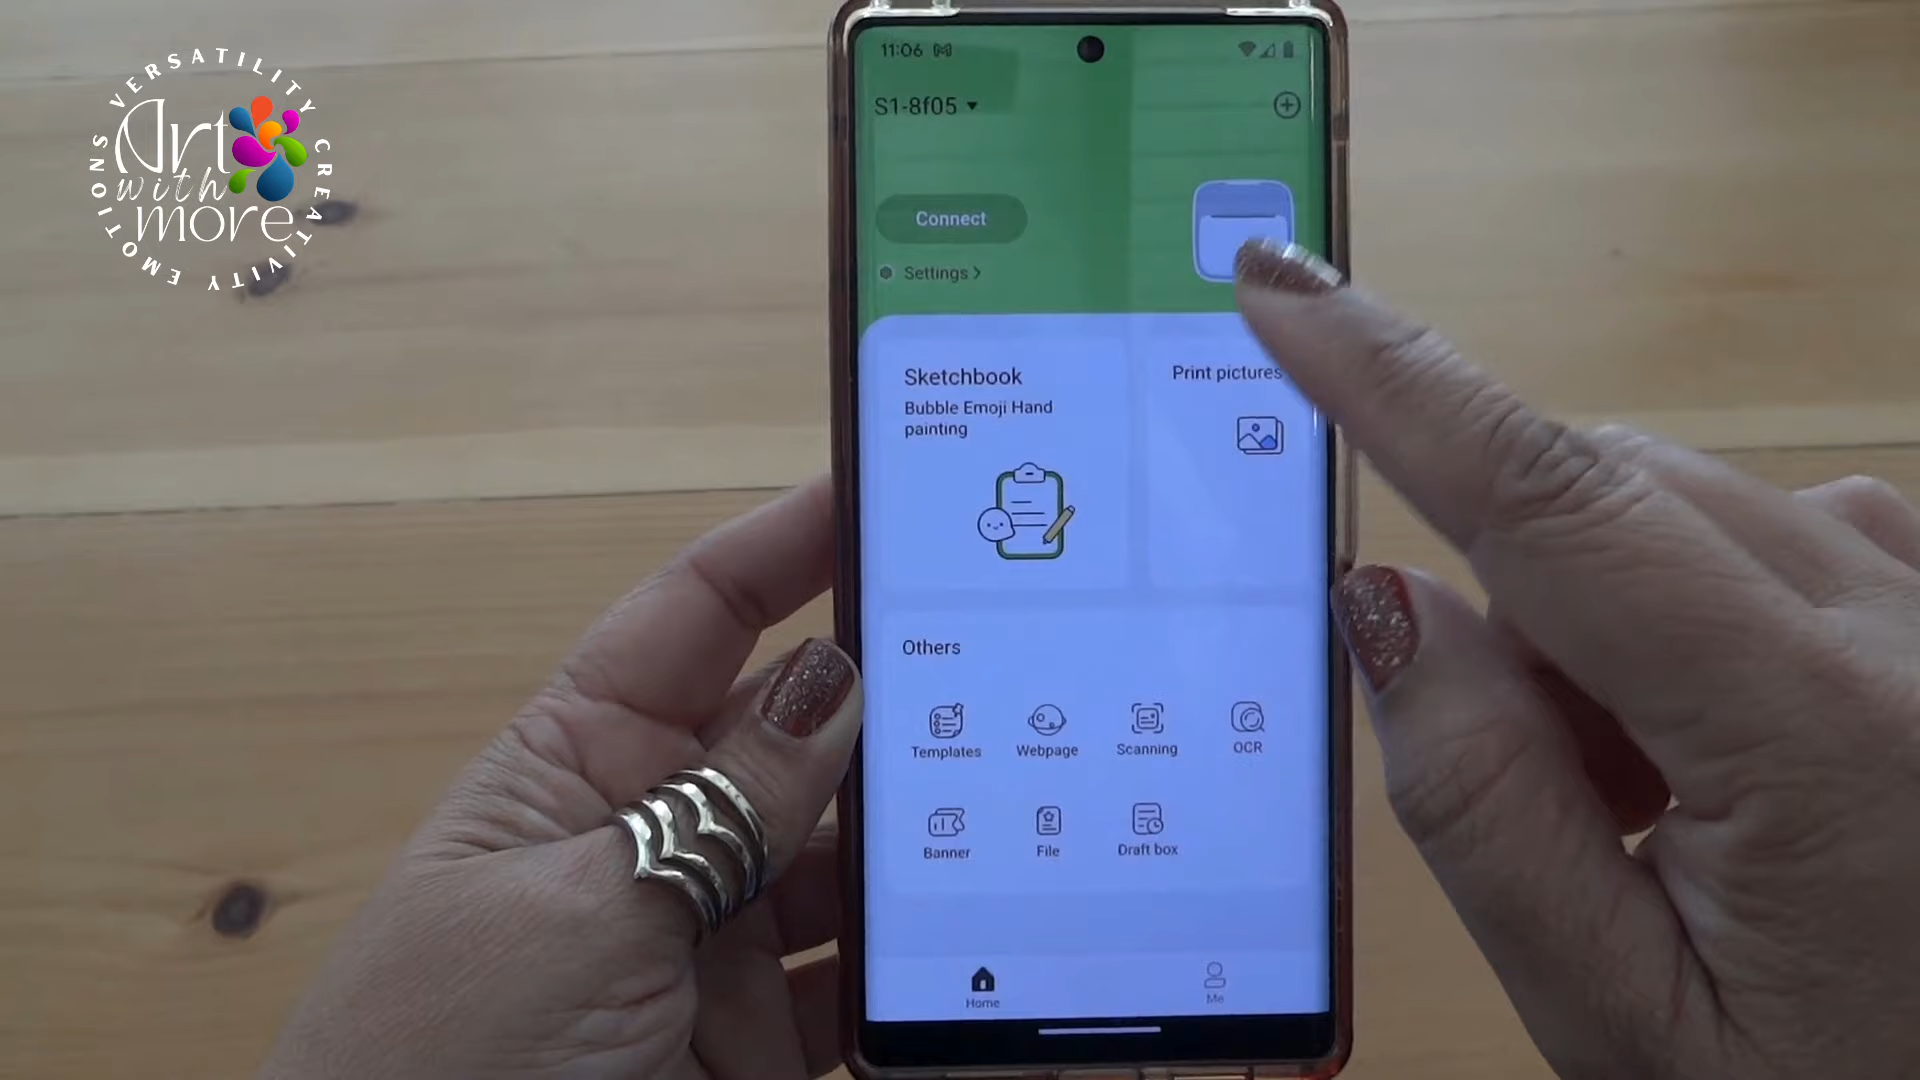 VERSATILITY CREATIVITY EMOTIONS
Art
with
more
11:06
S1-8f05
Connect
Settings
Sketchbook
Bubble Emoji Hand
painting
Print pictures
Others
Templates
Webpage
Scanning
OCR
Banner
File
Draft box
Home
Me